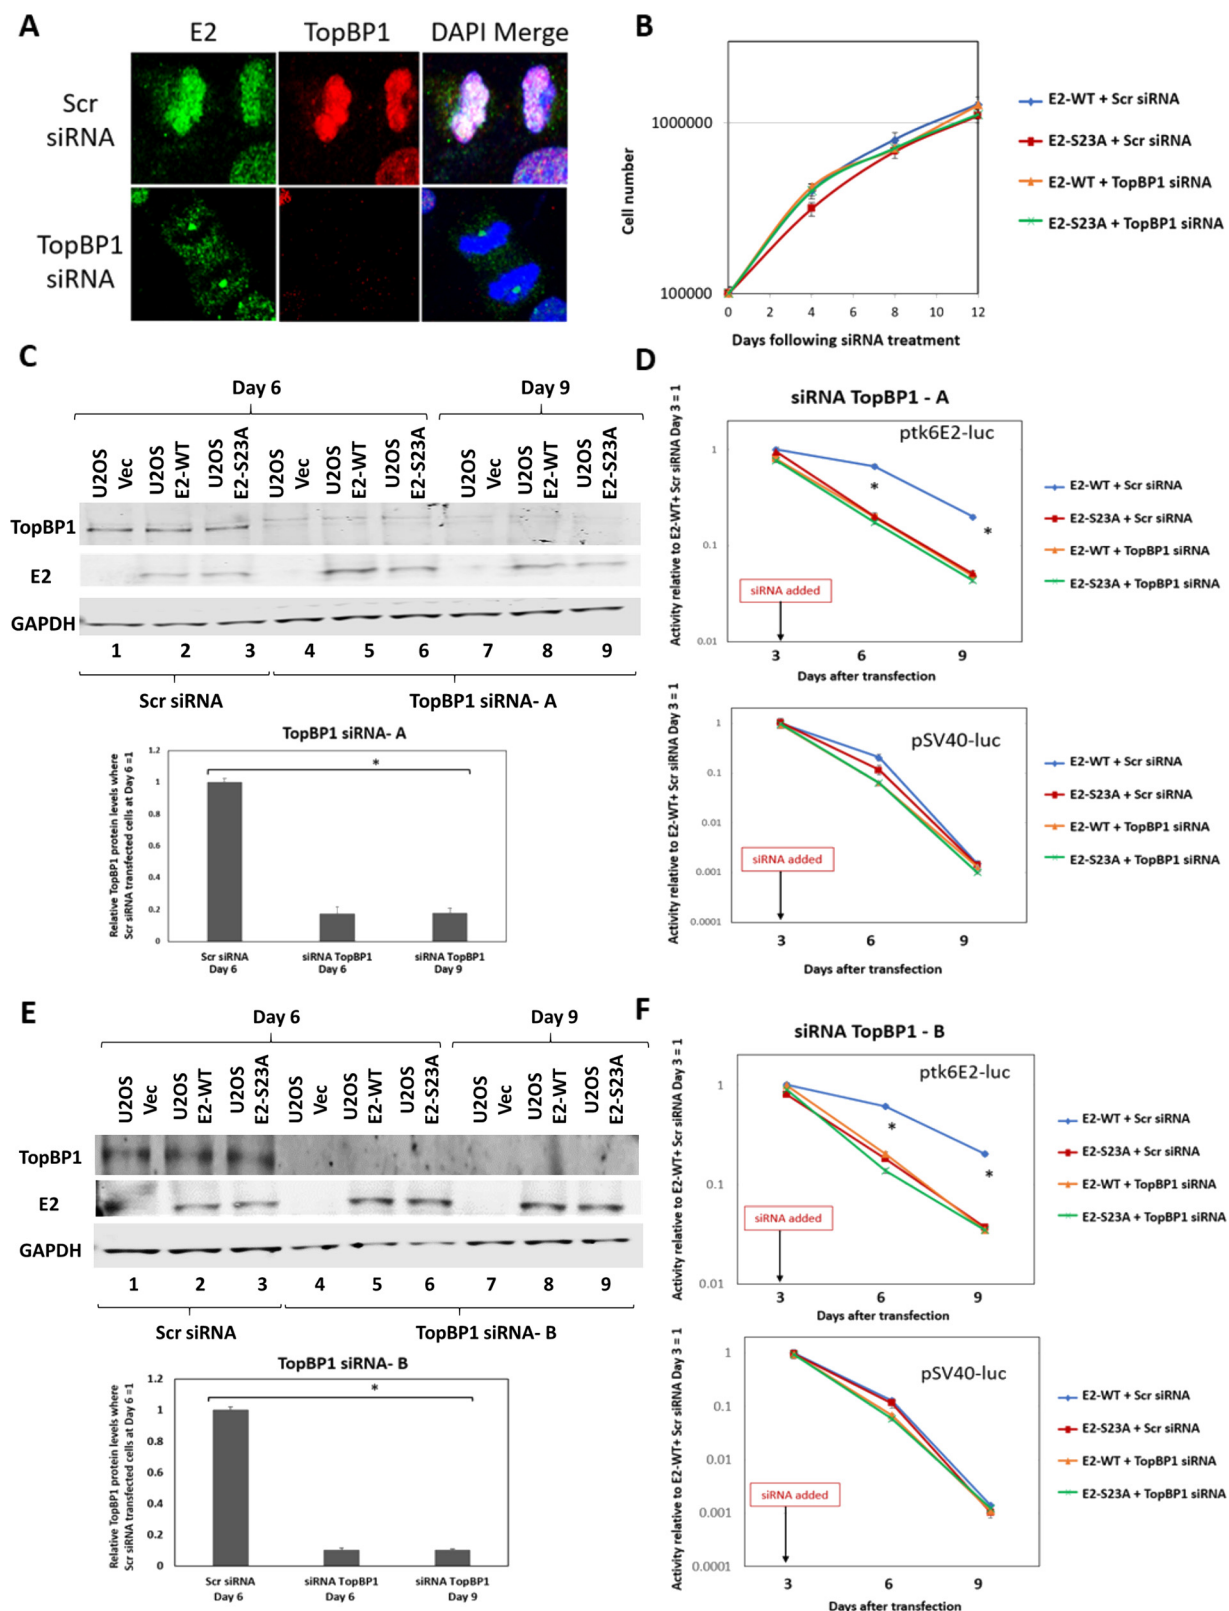 A
E2
TopBP1
DAPI Merge
Scr
siRNA
TopBP1
siRNA
B
1000000
100000
Cell number
0
2
4
6
8
10
12
Days following siRNA treatment
E2-WT + Scr siRNA
E2-S23A + Scr siRNA
E2-WT + TopBP1 siRNA
E2-S23A + TopBP1 siRNA
C
Day 6
Day 9
U2OS
Vec
U2OS
E2-WT
U2OS
E2-S23A
U2OS
Vec
U2OS
E2-WT
U2OS
E2-S23A
U2OS
Vec
U2OS
E2-WT
U2OS
E2-S23A
TopBP1
E2
GAPDH
1
2
3
4
5
6
7
8
9
Scr siRNA
TopBP1 siRNA- A
TopBP1 siRNA- A
Relative TopBP1 protein levels where
Scr siRNA transfected cells at Day 6 =1
1.2
1
0.8
0.6
0.4
0.2
0
*
Scr siRNA
Day 6
siRNA TopBP1
Day 6
siRNA TopBP1
Day 9
D
siRNA TopBP1 - A
ptk6E2-luc
Activity relative to E2-WT+ Scr siRNA Day 3 = 1
1
0.1
0.01
*
*
siRNA added
3
6
9
Days after transfection
E2-WT + Scr siRNA
E2-S23A + Scr siRNA
E2-WT + TopBP1 siRNA
E2-S23A + TopBP1 siRNA
pSV40-luc
Activity relative to E2-WT+ Scr siRNA Day 3 = 1
1
0.1
0.01
0.001
0.0001
siRNA added
3
6
9
Days after transfection
E2-WT + Scr siRNA
E2-S23A + Scr siRNA
E2-WT + TopBP1 siRNA
E2-S23A + TopBP1 siRNA
E
Day 6
Day 9
U2OS
Vec
U2OS
E2-WT
U2OS
E2-S23A
U2OS
Vec
U2OS
E2-WT
U2OS
E2-S23A
U2OS
Vec
U2OS
E2-WT
U2OS
E2-S23A
TopBP1
E2
GAPDH
1
2
3
4
5
6
7
8
9
Scr siRNA
TopBP1 siRNA- B
TopBP1 siRNA- B
Relative TopBP1 protein levels where
Scr siRNA transfected cells at Day 6 =1
1.2
1
0.8
0.6
0.4
0.2
0
*
Scr siRNA
Day 6
siRNA TopBP1
Day 6
siRNA TopBP1
Day 9
F
siRNA TopBP1 - B
ptk6E2-luc
Activity relative to E2-WT+ Scr siRNA Day 3 = 1
1
0.1
0.01
*
*
siRNA added
3
6
9
Days after transfection
E2-WT + Scr siRNA
E2-S23A + Scr siRNA
E2-WT + TopBP1 siRNA
E2-S23A + TopBP1 siRNA
pSV40-luc
Activity relative to E2-WT+ Scr siRNA Day 3 = 1
1
0.1
0.01
0.001
0.0001
siRNA added
3
6
9
Days after transfection
E2-WT + Scr siRNA
E2-S23A + Scr siRNA
E2-WT + TopBP1 siRNA
E2-S23A + TopBP1 siRNA